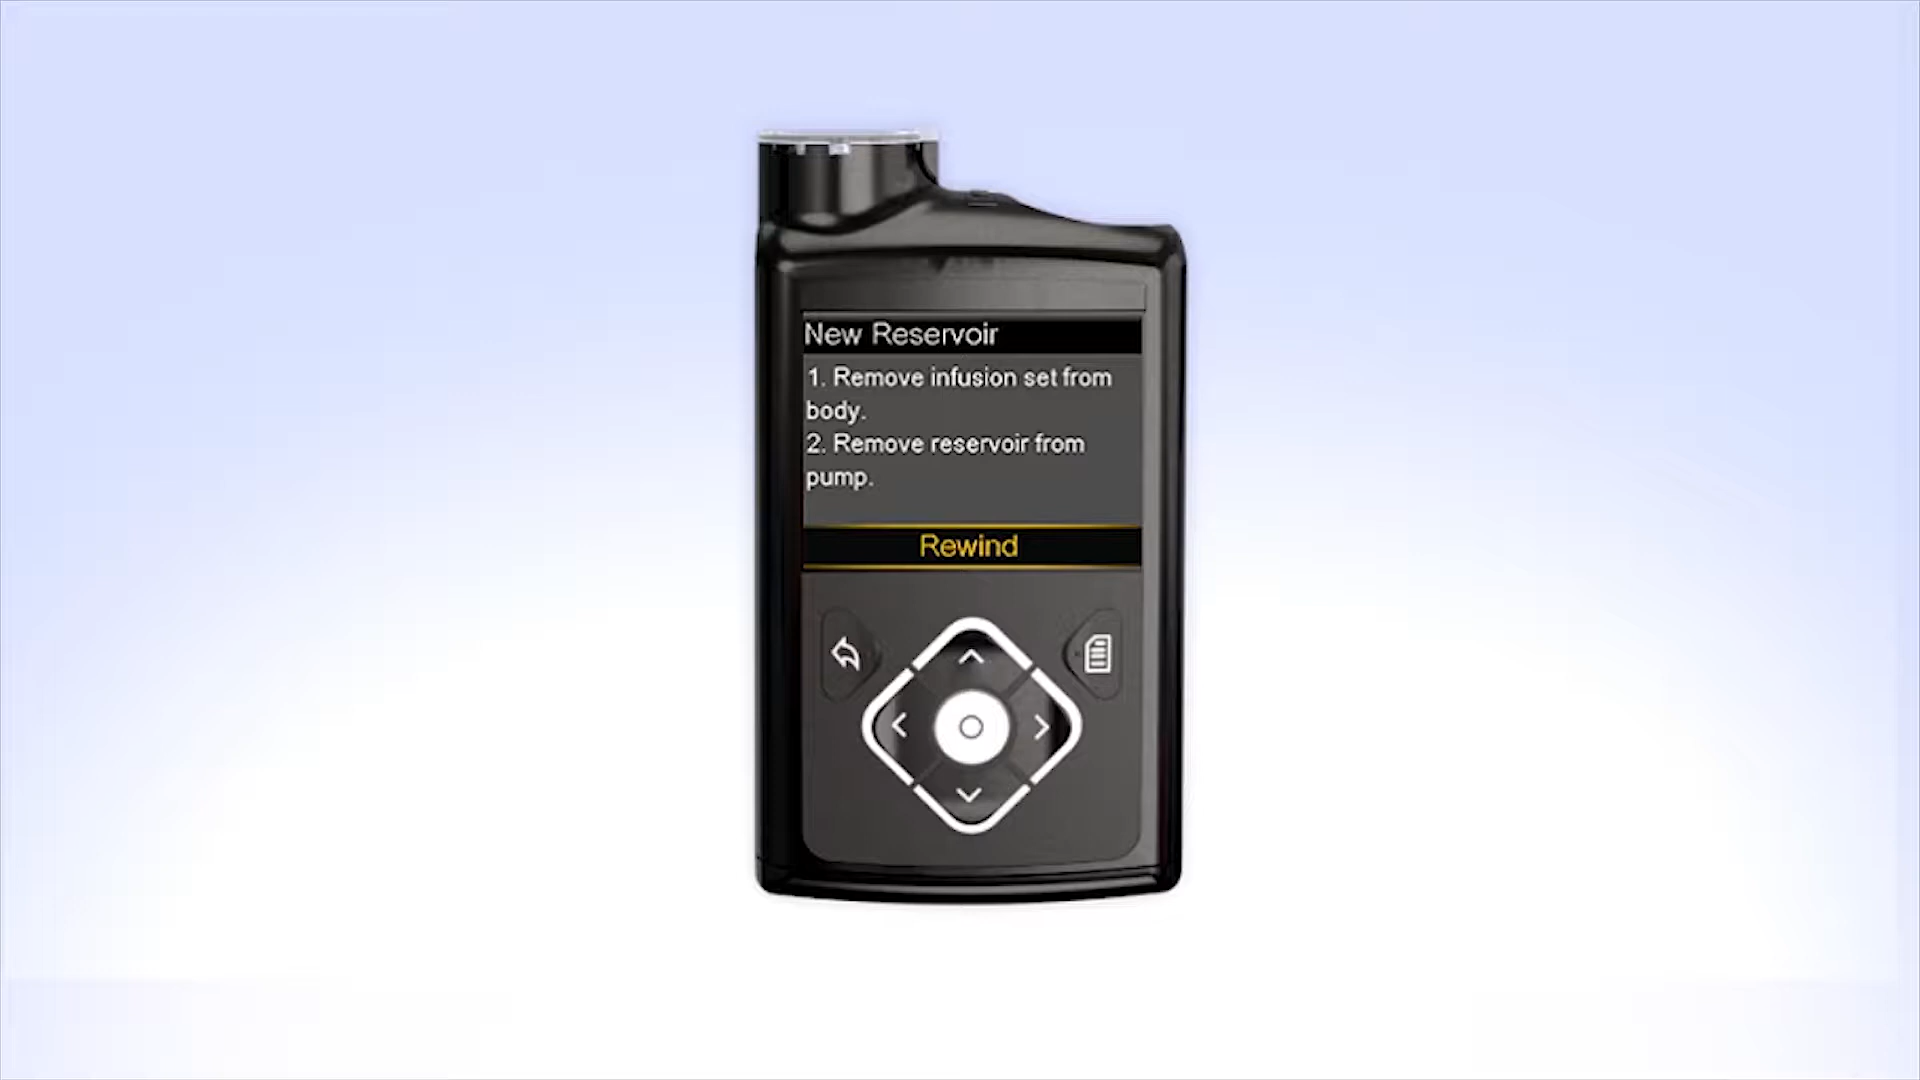 New Reservoir
1. Remove infusion set from
body.
2. Remove reservoir from
pump.
Rewind